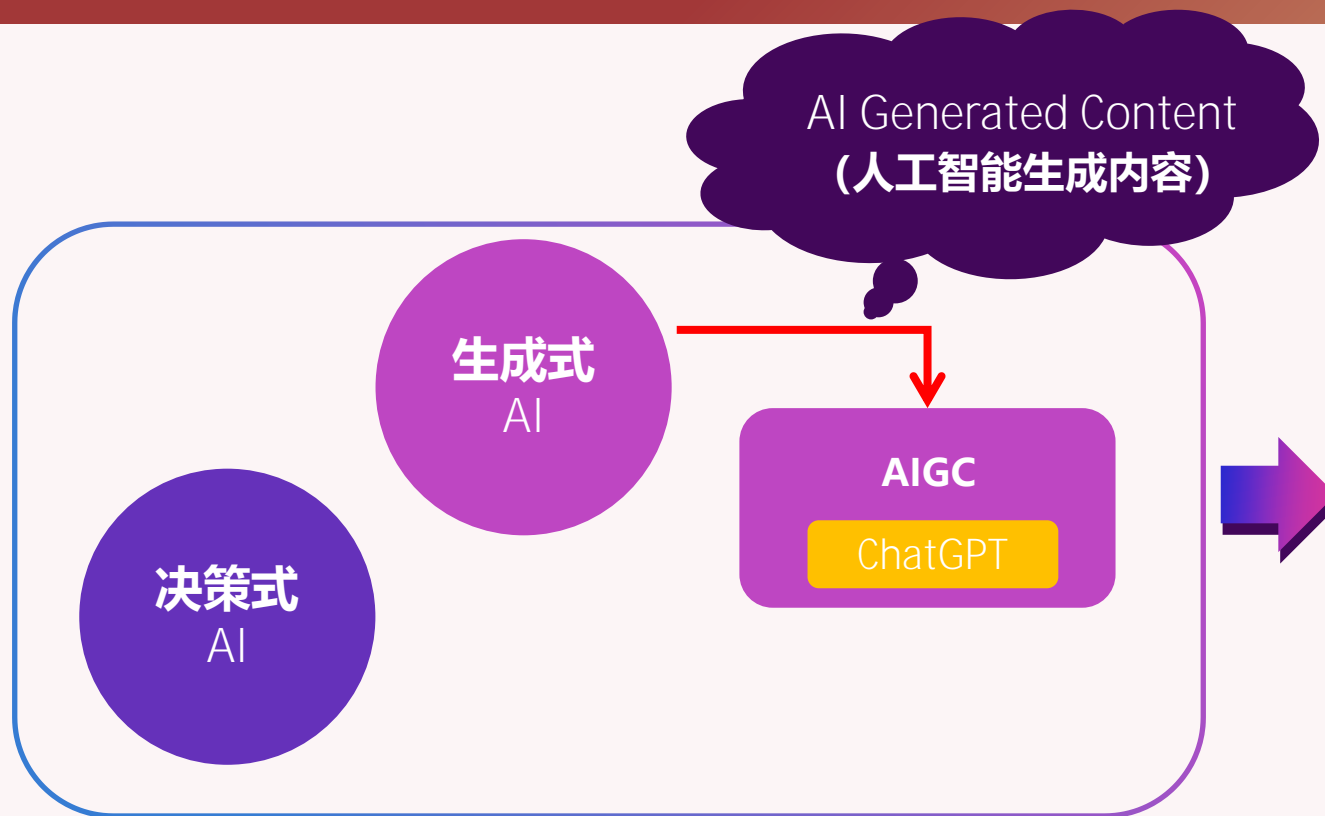 AI Generated Content
（人工智能生成内容）
生成式
AI
AIGC
ChatGPT
决策式
AI